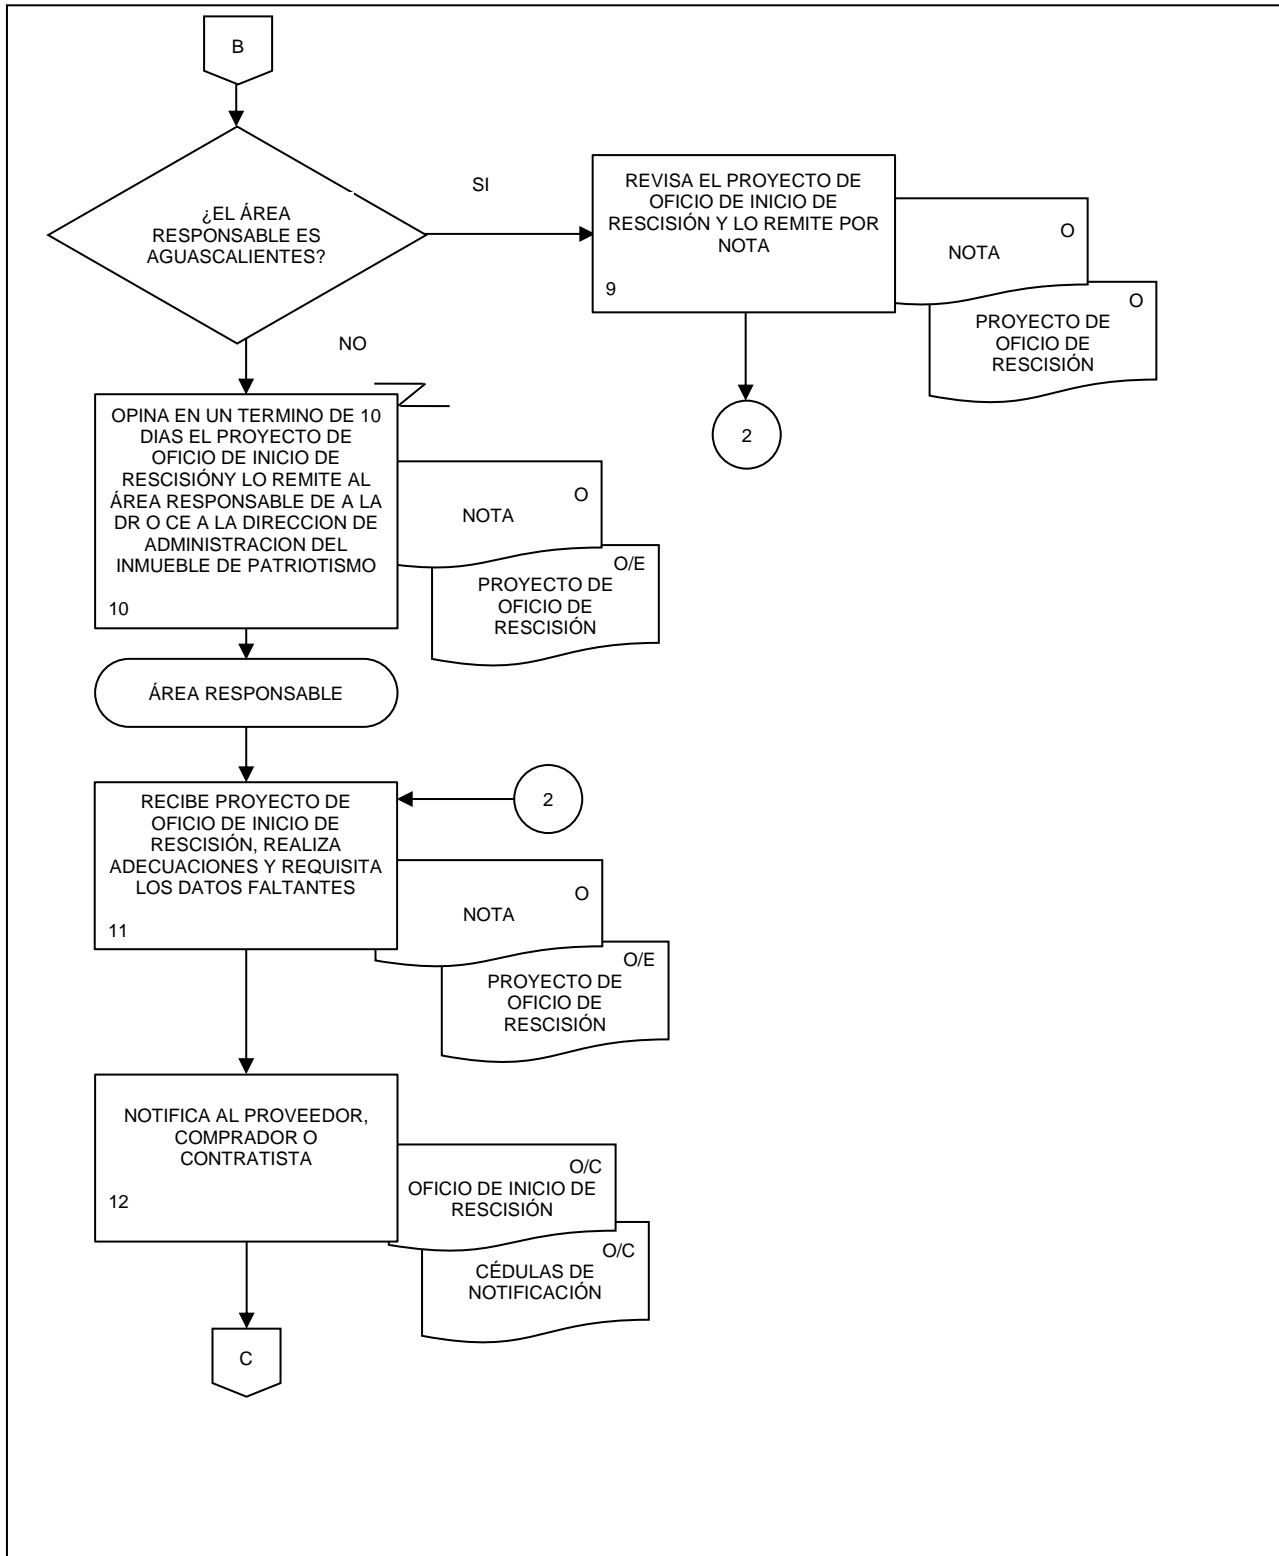 B
¿EL ÁREA
RESPONSABLE ES
AGUASCALIENTES?
SI
REVISA EL PROYECTO DE
OFICIO DE INICIO DE
RESCISIÓN Y LO REMITE POR
NOTA
9
O
NOTA
O
PROYECTO DE
OFICIO DE
RESCISIÓN
2
NO
OPINA EN UN TERMINO DE 10
DIAS EL PROYECTO DE
OFICIO DE INICIO DE
RESCISIÓNY LO REMITE AL
ÁREA RESPONSABLE DE A LA
DR O CE A LA DIRECCION DE
ADMINISTRACION DEL
INMUEBLE DE PATRIOTISMO
10
O
NOTA
O/E
PROYECTO DE
OFICIO DE
RESCISIÓN
ÁREA RESPONSABLE
2
RECIBE PROYECTO DE
OFICIO DE INICIO DE
RESCISIÓN, REALIZA
ADECUACIONES Y REQUISITA
LOS DATOS FALTANTES
11
O
NOTA
O/E
PROYECTO DE
OFICIO DE
RESCISIÓN
NOTIFICA AL PROVEEDOR,
COMPRADOR O
CONTRATISTA
12
O/C
OFICIO DE INICIO DE
RESCISIÓN
O/C
CÉDULAS DE
NOTIFICACIÓN
C